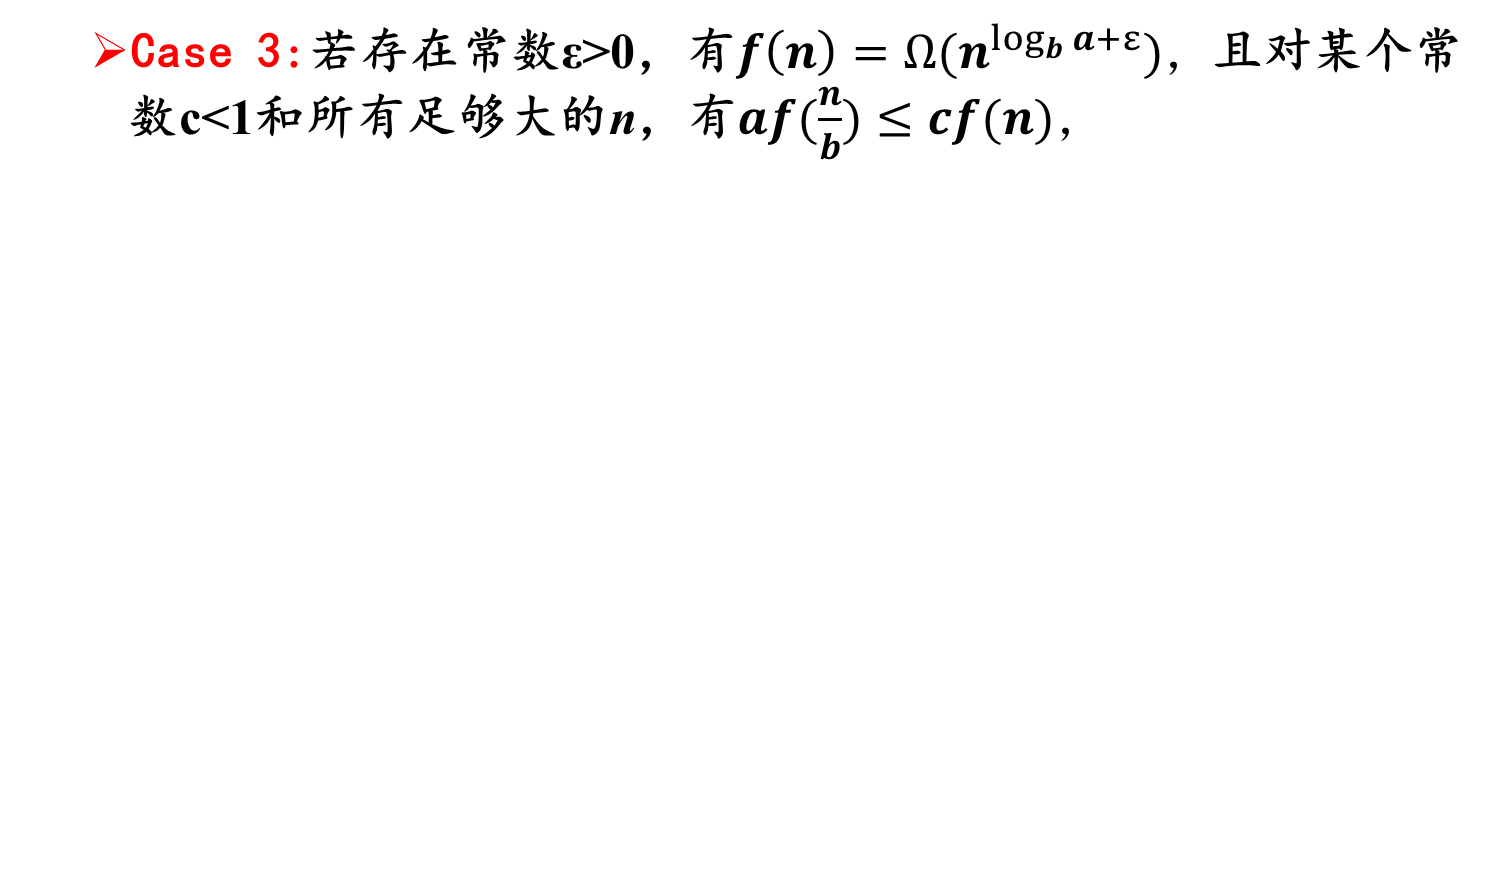 ➢Case 3:若存在常数ε>0，有f(n) = Ω(n^{log_b a+ε})，且对某个常
数c<1和所有足够大的n，有af(n/b) ≤ cf(n)，